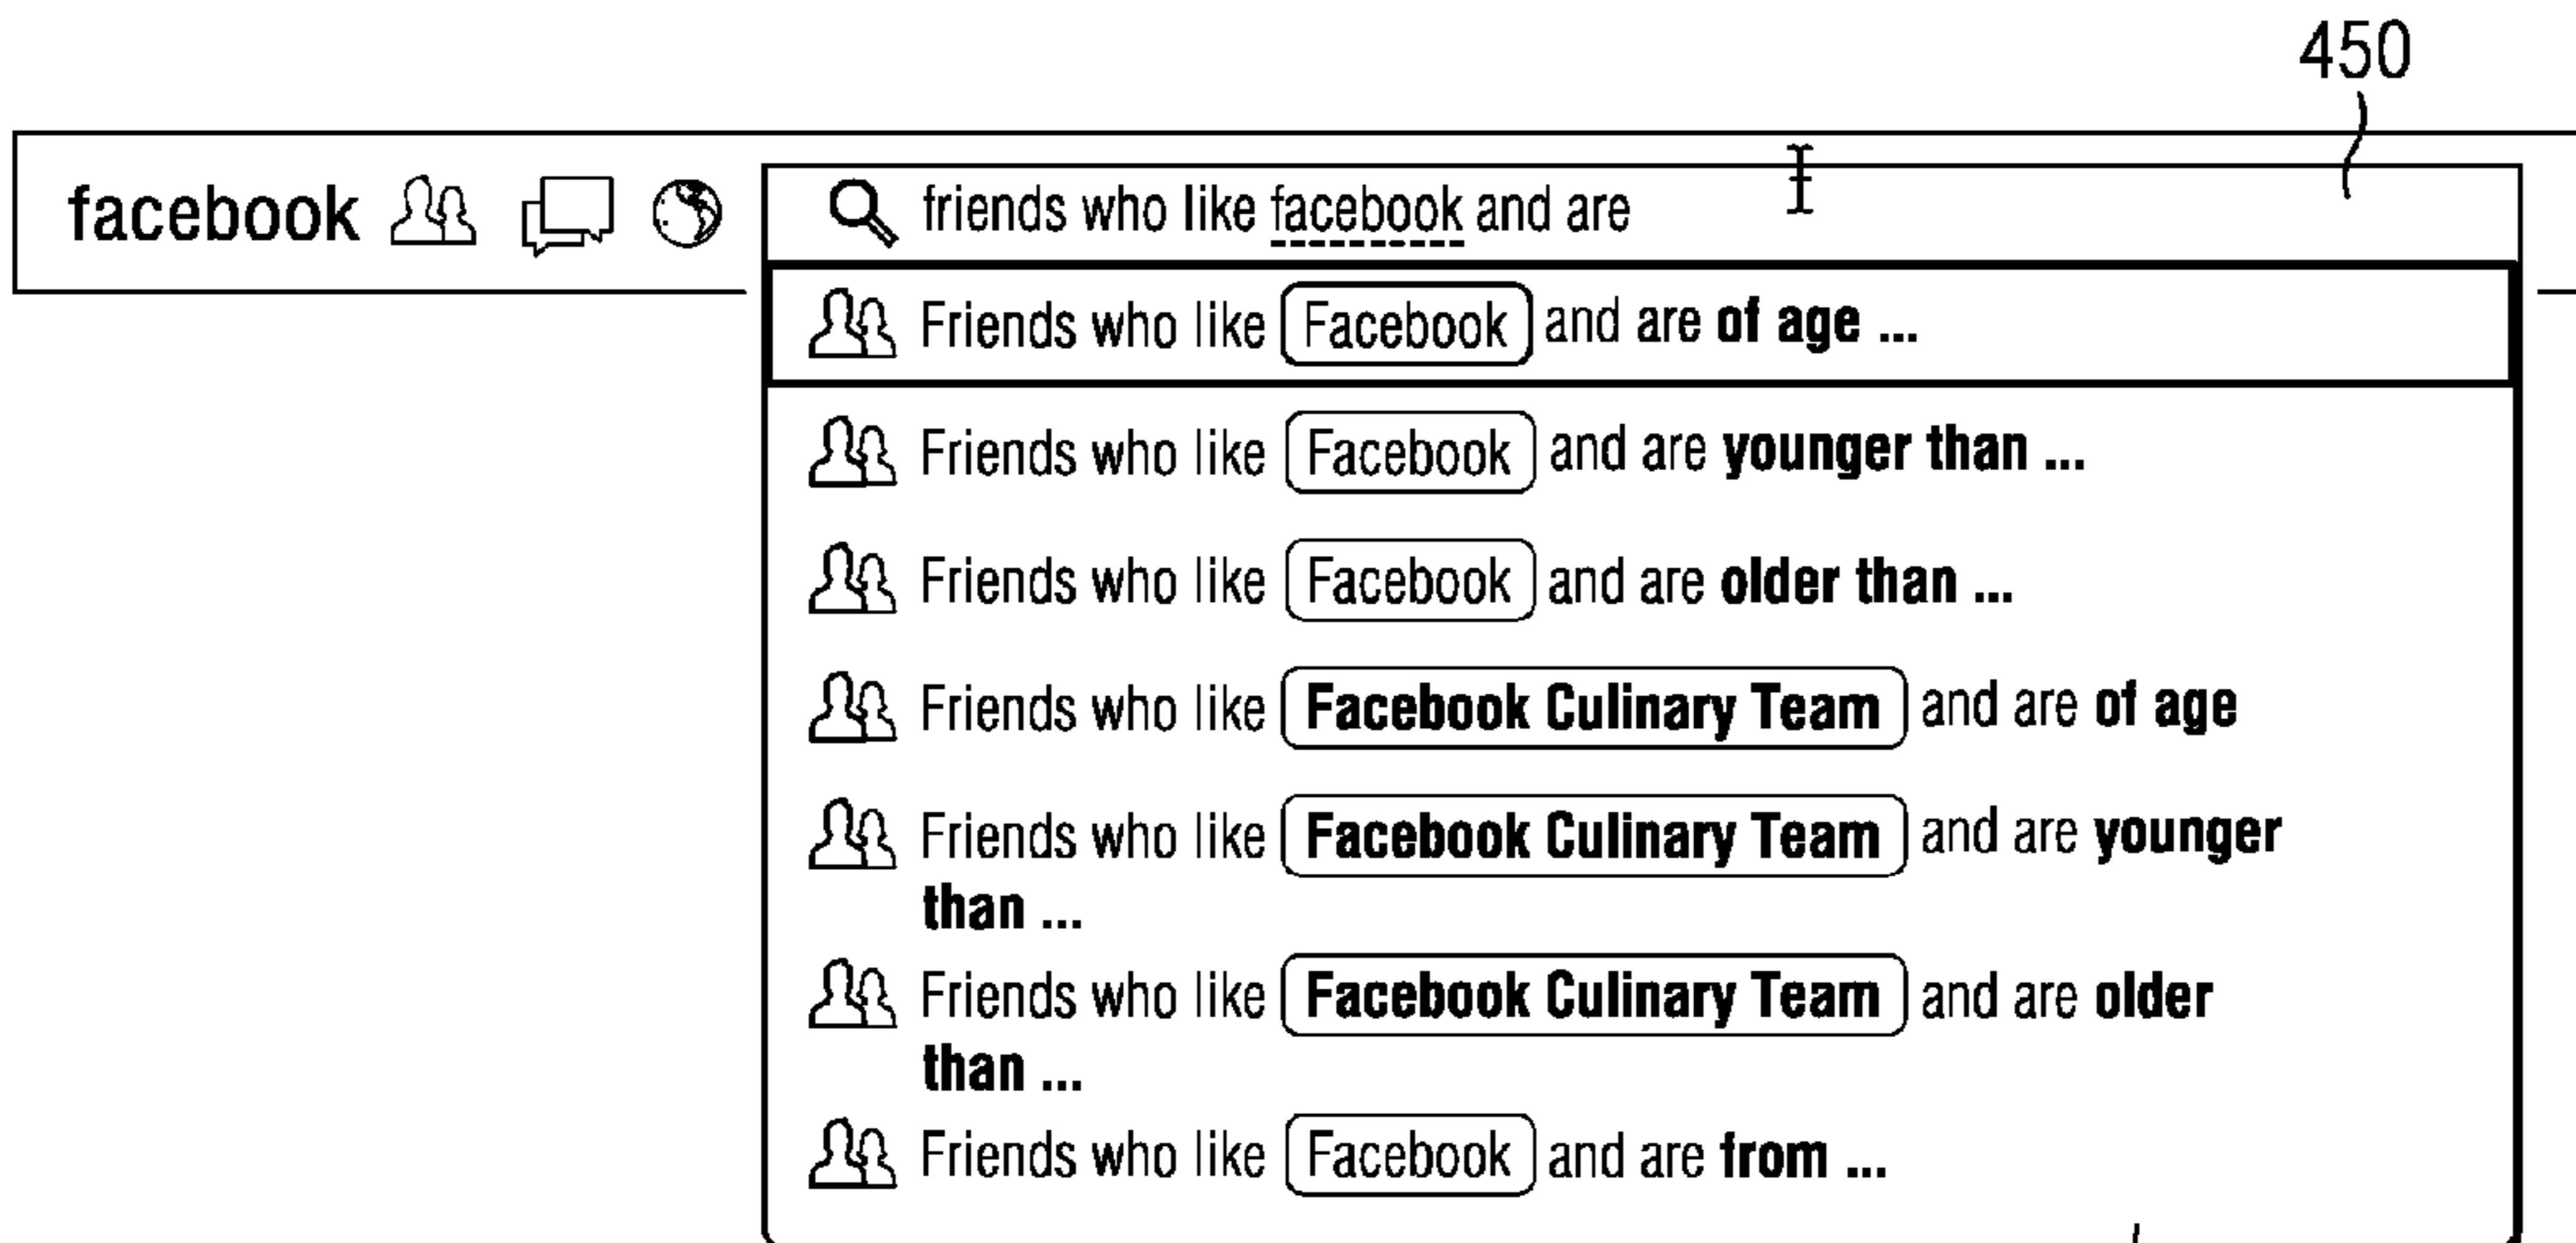 450
facebook friends who like facebook and are
Friends who like Facebook and are of age ...
Friends who like Facebook and are younger than ...
Friends who like Facebook and are older than ...
Friends who like Facebook Culinary Team and are of age
Friends who like Facebook Culinary Team and are younger
than ...
Friends who like Facebook Culinary Team and are older
than ...
Friends who like Facebook and are from ...